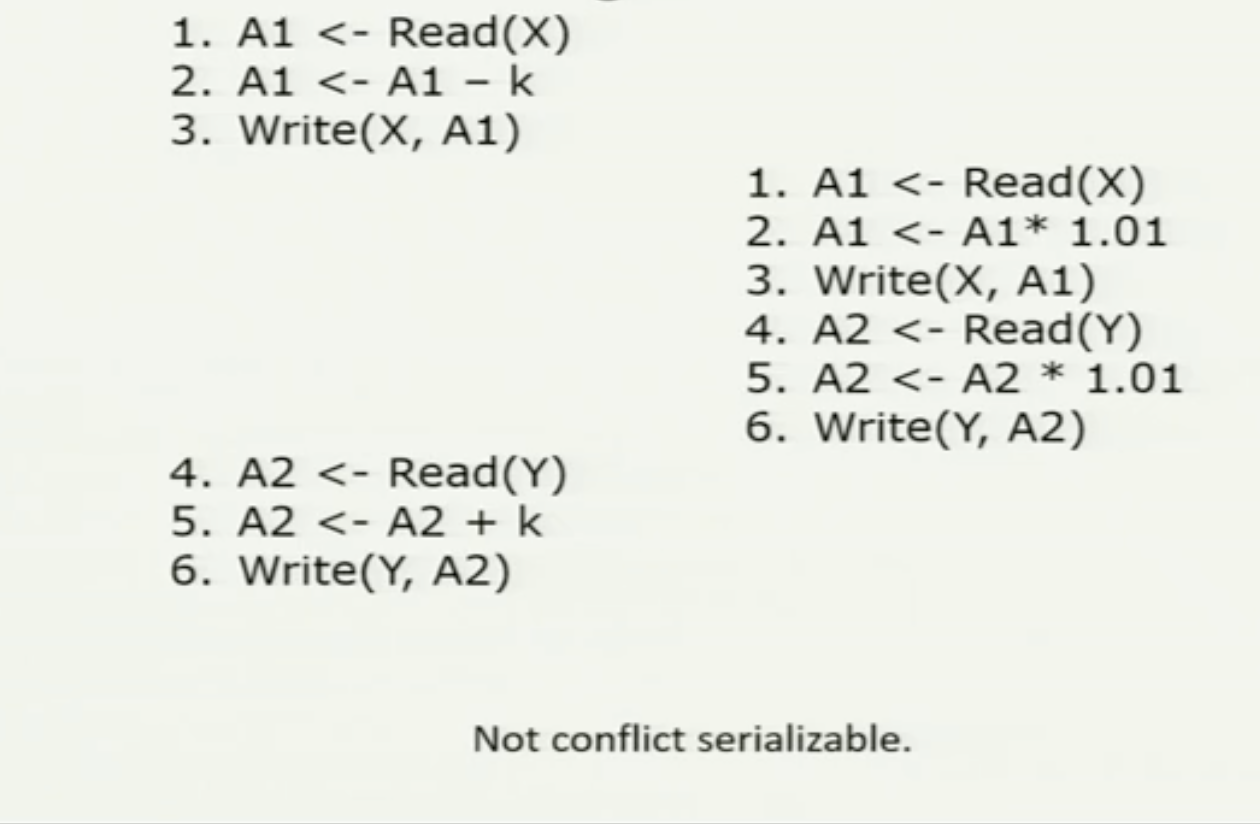 1. A1 <- Read(X)
2. A1 <- A1 – k
3. Write(X, A1)
1. A1 <- Read(X)
2. A1 <- A1* 1.01
3. Write(X, A1)
4. A2 <- Read(Y)
5. A2 <- A2 * 1.01
6. Write(Y, A2)
4. A2 <- Read(Y)
5. A2 <- A2 + k
6. Write(Y, A2)
Not conflict serializable.